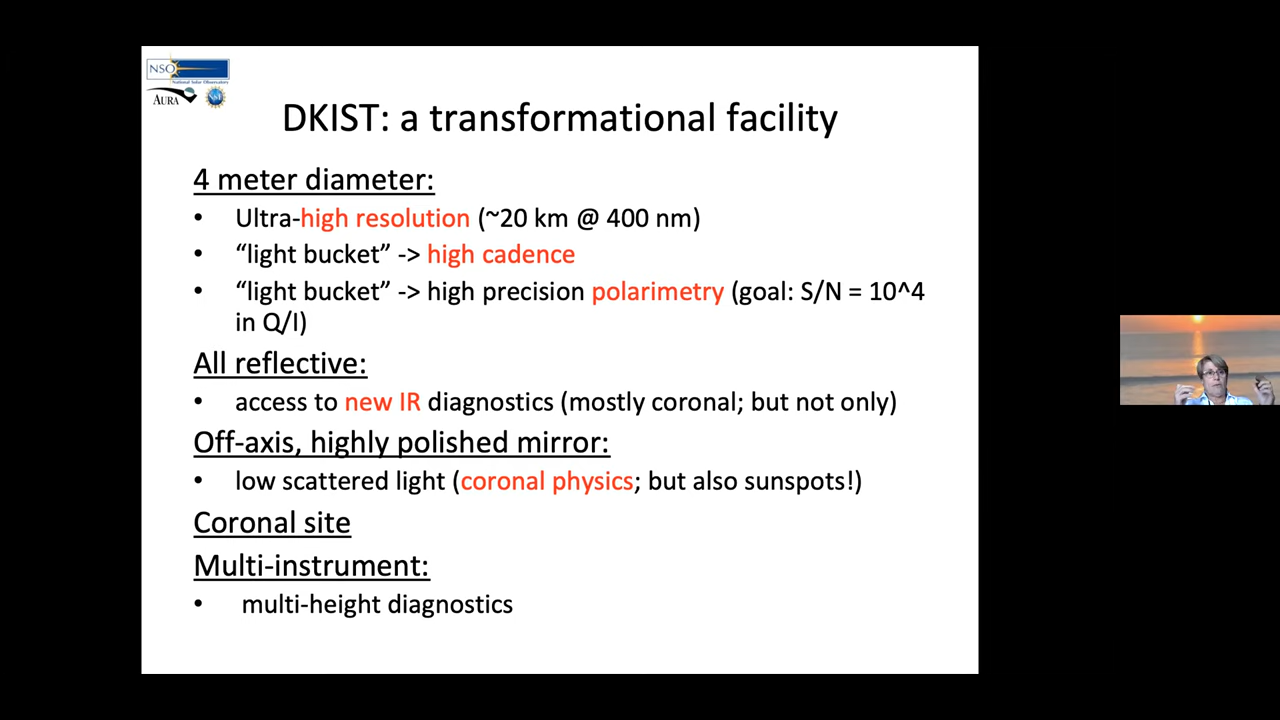 NSO
National Solar Observatory
AURA
DKIST: a transformational facility
4 meter diameter:
• Ultra-high resolution (~20 km @ 400 nm)
• “light bucket” -> high cadence
• “light bucket” -> high precision polarimetry (goal: S/N = 10^4
in Q/I)
All reflective:
• access to new IR diagnostics (mostly coronal; but not only)
Off-axis, highly polished mirror:
• low scattered light (coronal physics; but also sunspots!)
Coronal site
Multi-instrument:
• multi-height diagnostics